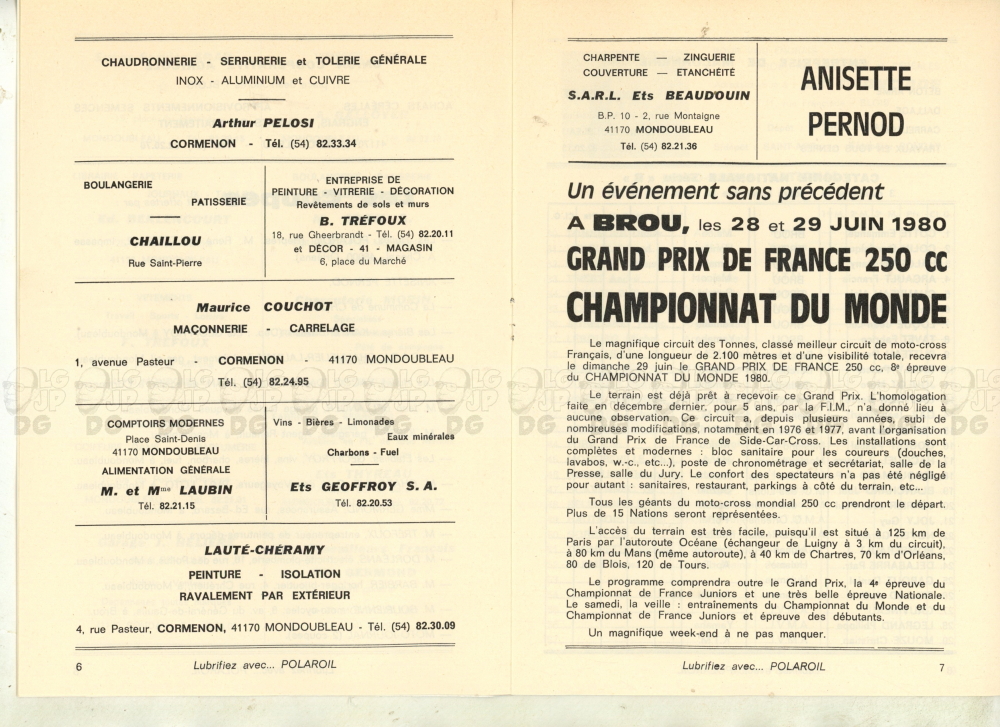 CHAUDRONNERIE - SERRURERIE et TOLERIE GÉNÉRALE
INOX - ALUMINIUM et CUIVRE
Arthur PELOSI
CORMENON - Tél. (54) 82.33.34
BOULANGERIE
PATISSERIE
CHAILLOU
Rue Saint-Pierre
ENTREPRISE DE
PEINTURE - VITRERIE - DÉCORATION
Revêtements de sols et murs
B. TRÉFOUX
18, rue Gheerbrandt - Tél. (54) 82.20.11
et DÉCOR - 41 - MAGASIN
6, place du Marché
Maurice COUCHOT
MAÇONNERIE - CARRELAGE
1, avenue Pasteur - CORMENON - 41170 MONDOUBLEAU
Tél. (54) 82.24.95
COMPTOIRS MODERNES
Place Saint-Denis
41170 MONDOUBLEAU
ALIMENTATION GÉNÉRALE
M. et Mme LAUBIN
Tél. 82.21.15
Vins - Bières - Limonades
Eaux minérales
Charbons - Fuel
Ets GEOFFROY S. A.
Tél. 82.20.53
LAUTÉ-CHÉRAMY
PEINTURE - ISOLATION
RAVALEMENT PAR EXTÉRIEUR
4, rue Pasteur, CORMENON, 41170 MONDOUBLEAU - Tél. (54) 82.30.09
6
Lubrifiez avec... POLAROIL
CHARPENTE — ZINGUERIE
COUVERTURE — ETANCHÉITÉ
S.A.R.L. Ets BEAUDOUIN
B.P. 10 - 2, rue Montaigne
41170 MONDOUBLEAU
Tél. (54) 82.21.36
ANISETTE
PERNOD
Un événement sans précédent
A BROU, les 28 et 29 JUIN 1980
GRAND PRIX DE FRANCE 250 cc
CHAMPIONNAT DU MONDE
Le magnifique circuit des Tonnes, classé meilleur circuit de moto-cross
Français, d'une longueur de 2.100 mètres et d'une visibilité totale, recevra
le dimanche 29 juin le GRAND PRIX DE FRANCE 250 cc, 8e épreuve
du CHAMPIONNAT DU MONDE 1980.
Le terrain est déjà prêt à recevoir ce Grand Prix. L'homologation
faite en décembre dernier, pour 5 ans, par la F.I.M., n'a donné lieu à
aucune observation. Ce circuit a, depuis plusieurs années, subi de
nombreuses modifications, notamment en 1976 et 1977, avant l'organisation
du Grand Prix de France de Side-Car-Cross. Les installations sont
complètes et modernes : bloc sanitaire pour les coureurs (douches,
lavabos, w.-c., etc...), poste de chronométrage et secrétariat, salle de la
Presse, salle du Jury. Le confort des spectateurs n'a pas été négligé
pour autant : sanitaires, restaurant, parkings à côté du terrain, etc...
Tous les géants du moto-cross mondial 250 cc prendront le départ.
Plus de 15 Nations seront représentées.
L'accès du terrain est très facile, puisqu'il est situé à 125 km de
Paris par l'autoroute Océane (échangeur de Luigny à 3 km du circuit),
à 80 km du Mans (même autoroute), à 40 km de Chartres, 70 km d'Orléans,
80 de Blois, 120 de Tours.
Le programme comprendra outre le Grand Prix, la 4e épreuve du
Championnat de France Juniors et une très belle épreuve Nationale.
Le samedi, la veille : entraînements du Championnat du Monde et du
Championnat de France Juniors et épreuve des débutants.
Un magnifique week-end à ne pas manquer.
Lubrifiez avec... POLAROIL
7